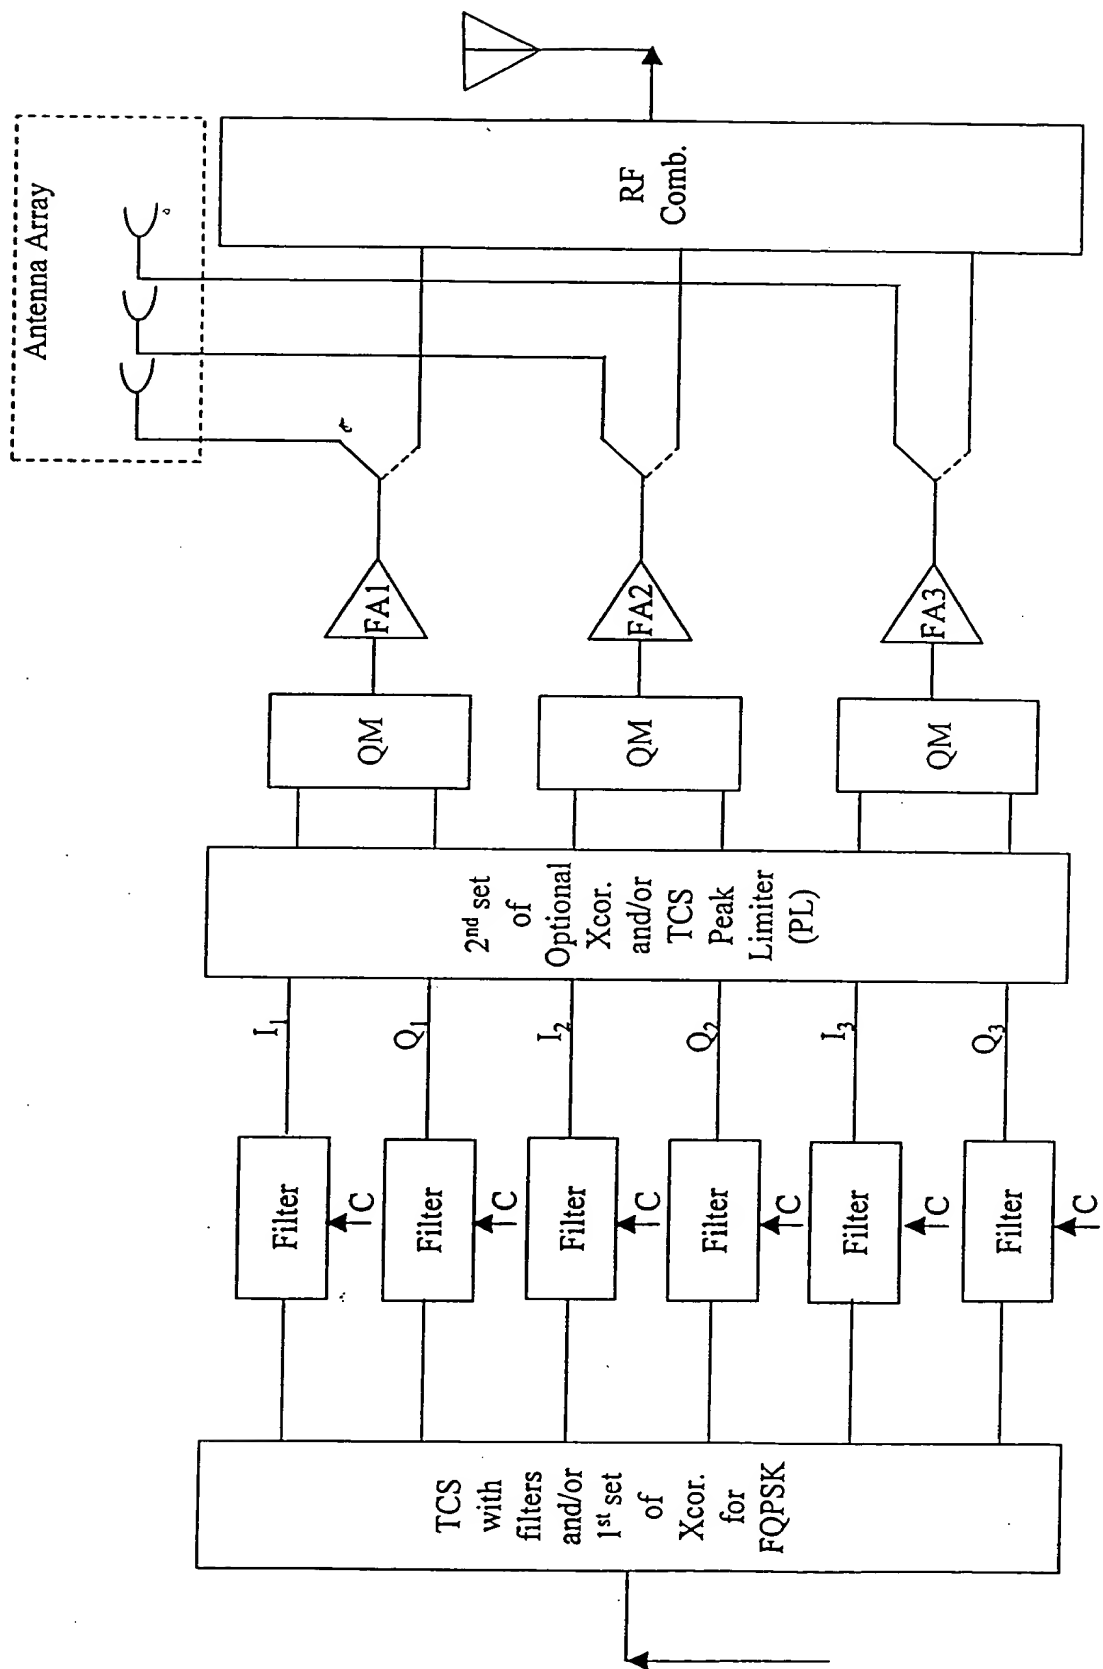 Antenna Array
TCS
with
filters
and/or
1st set
of
Xcor.
for
FQPSK
Filter
C
Filter
C
Filter
C
Filter
C
Filter
C
Filter
C
I1
Q1
I2
Q2
I3
Q3
2nd set
of
Optional
Xcor.
and/or
TCS
Peak
Limiter
(PL)
QM
QM
QM
FA1
FA2
FA3
RF
Comb.